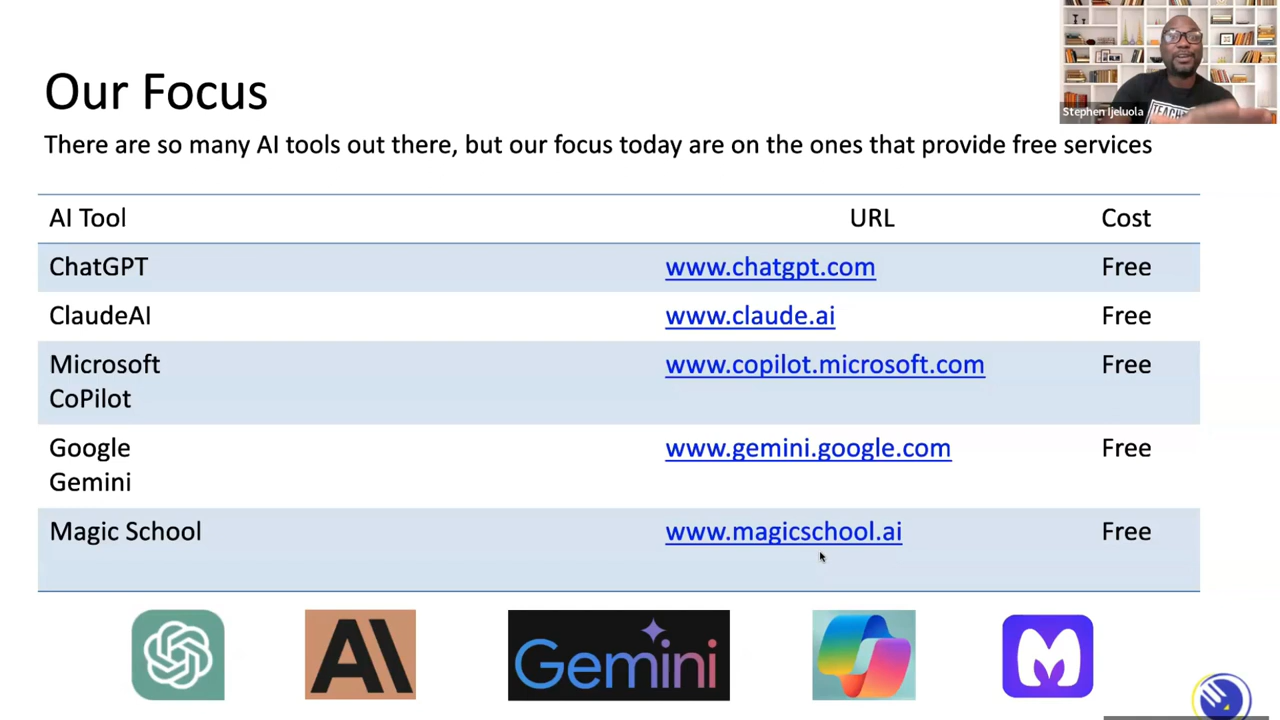 Our Focus
There are so many AI tools out there, but our focus today are on the ones that provide free services
Stephen Ijeluola
AI Tool URL Cost
ChatGPT www.chatgpt.com Free
ClaudeAI www.claude.ai Free
Microsoft www.copilot.microsoft.com Free
CoPilot
Google www.gemini.google.com Free
Gemini
Magic School www.magicschool.ai Free
AI
Gemini